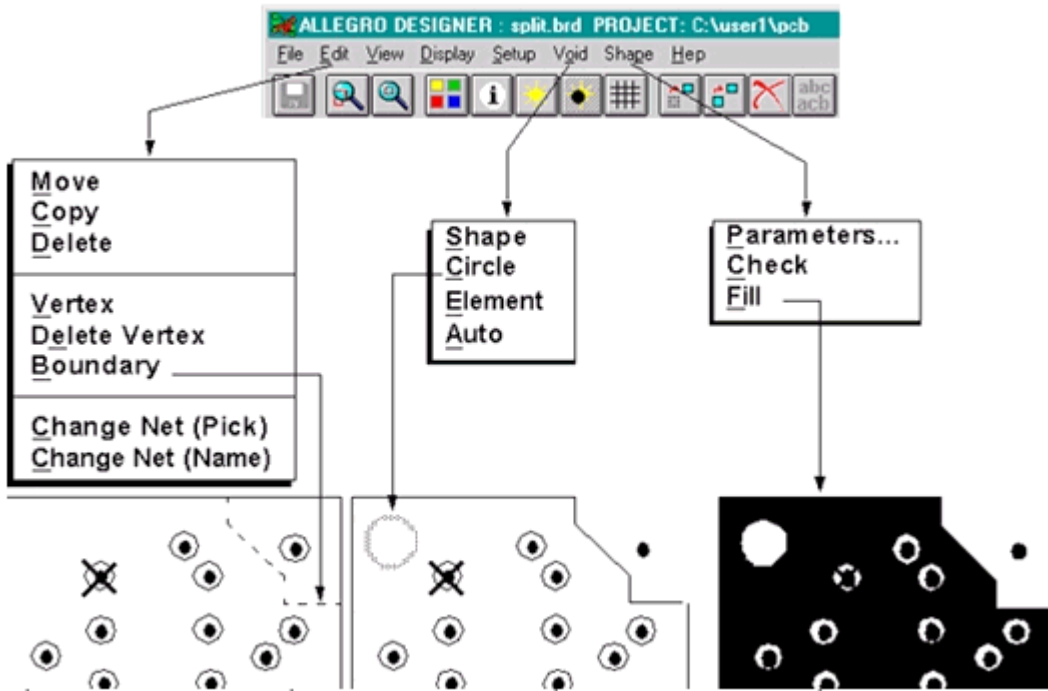 ALLEGRO DESIGNER : split.brd PROJECT: C:\user1\pcb
File Edit View Display Setup Void Shape Hep
abc
acb
Move
Copy
Delete
Vertex
Delete Vertex
Boundary
Change Net (Pick)
Change Net (Name)
Shape
Circle
Element
Auto
Parameters...
Check
Fill